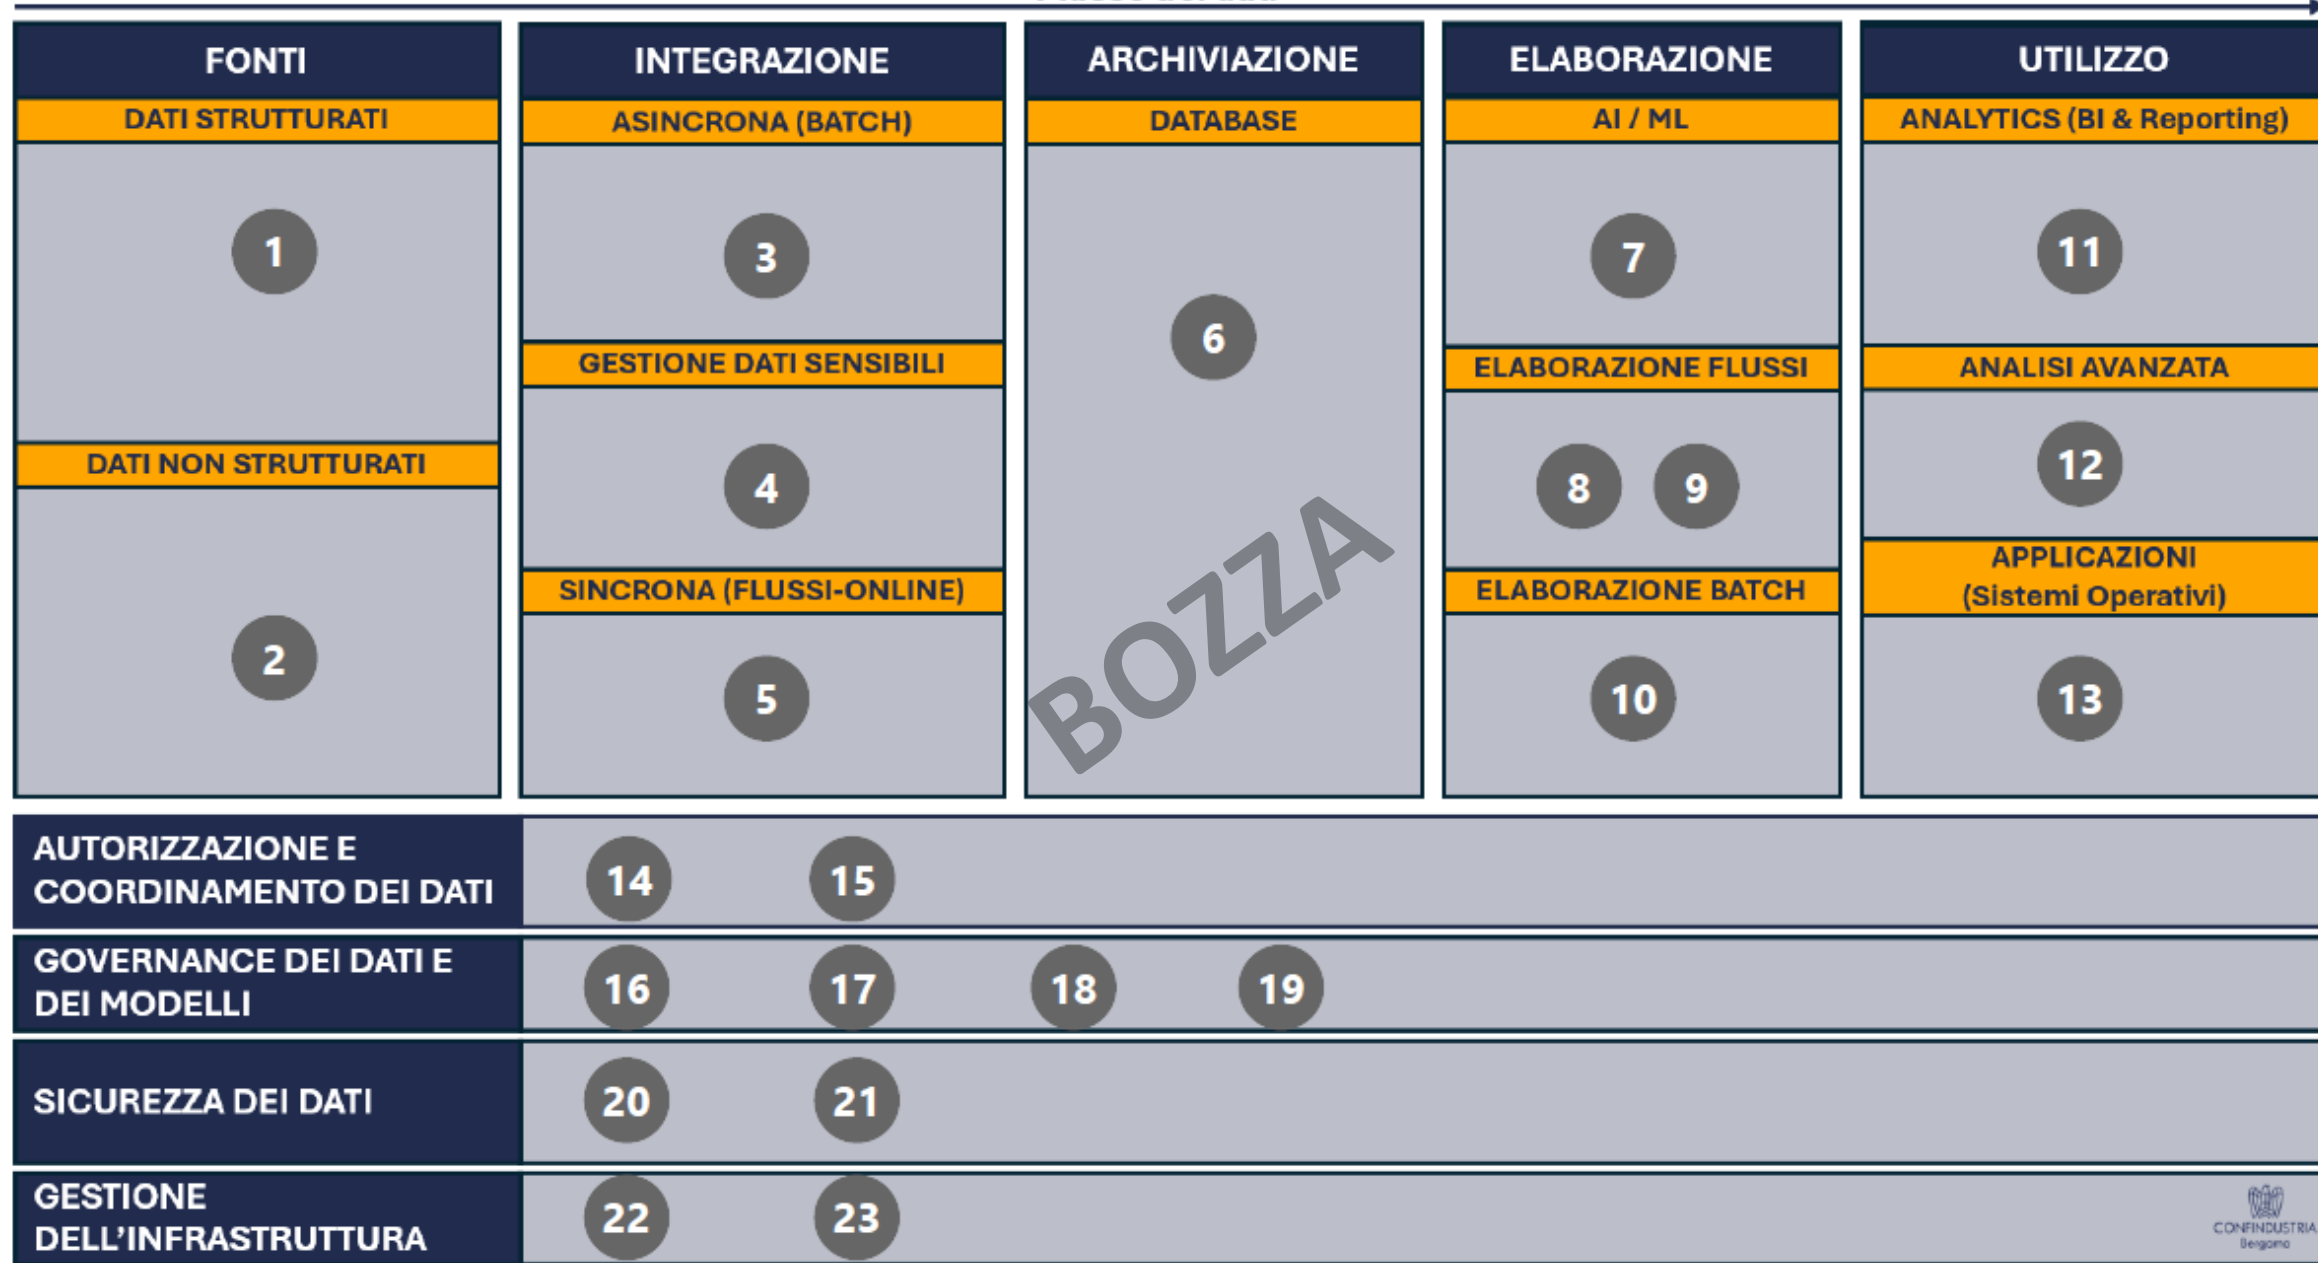 FONTI
DATI STRUTTURATI
1
DATI NON STRUTTURATI
2
INTEGRAZIONE
ASINCRONA (BATCH)
3
GESTIONE DATI SENSIBILI
4
SINCRONA (FLUSSI-ONLINE)
5
ARCHIVIAZIONE
DATABASE
6
BOZZA
ELABORAZIONE
AI / ML
7
ELABORAZIONE FLUSSI
8 9
ELABORAZIONE BATCH
10
UTILIZZO
ANALYTICS (BI & Reporting)
11
ANALISI AVANZATA
12
APPLICAZIONI
(Sistemi Operativi)
13
AUTORIZZAZIONE E
COORDINAMENTO DEI DATI
14 15
GOVERNANCE DEI DATI E
DEI MODELLI
16 17 18 19
SICUREZZA DEI DATI
20 21
GESTIONE
DELL'INFRASTRUTTURA
22 23
CONFINDUSTRIA
Bergamo